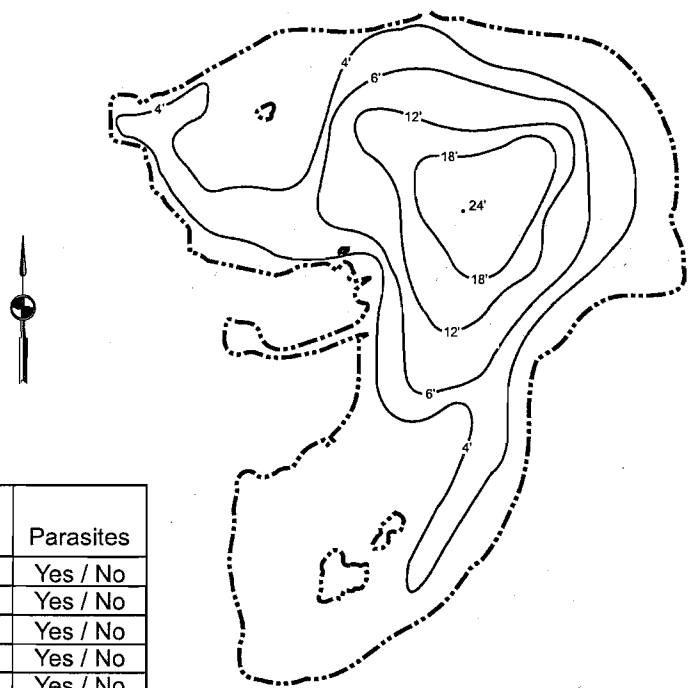 4'
6'
4'
12'
18'
24'
18'
12'
6'
4'
Parasites
Yes / No
Yes / No
Yes / No
Yes / No
Yes / No